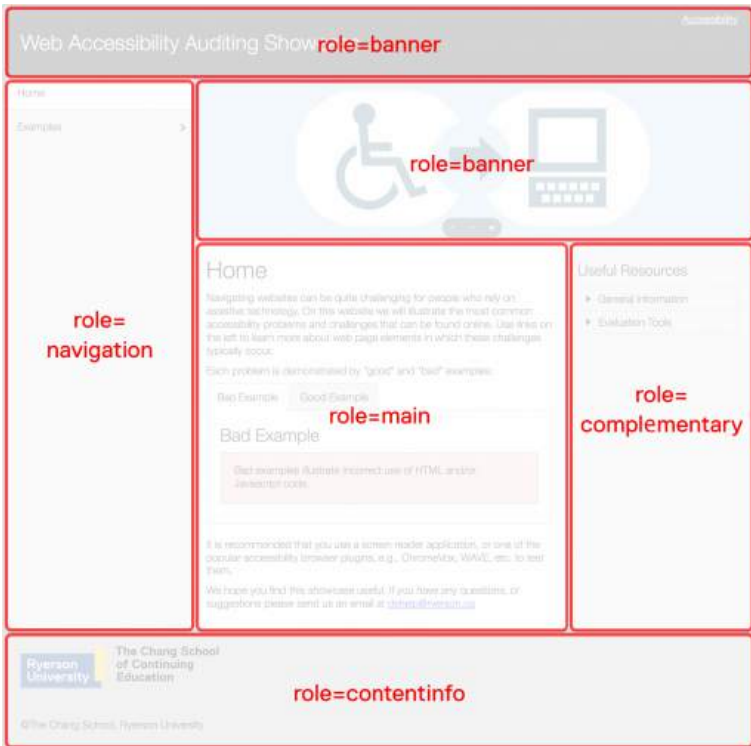 Accessibility
Web Accessibility Auditing Show
role=banner
Home
Examples
role=banner
role=
navigation
Home
Navigating websites can be quite challenging for people who rely on
assistive technology. On this website we will illustrate the most common
accessibility problems and challenges that can be found online. Use links on
the left to learn more about web page elements in which these challenges
typically occur.
Each problem is demonstrated by "good" and "bad" examples:
Bad Example
Good Example
role=main
Bad Example
Bad examples illustrate incorrect use of HTML and/or
Javascript code.
It is recommended that you use a screen reader application, or one of the
popular accessibility browser plugins, e.g., ChromeVox, WAVE, etc. to test
them.
We hope you find this showcase useful. If you have any questions, or
suggestions please send us an email at
Useful Resources
General Information
Evaluation Tools
role=
complementary
Ryerson
University
The Chang School
of Continuing
Education
role=contentinfo
©The Chang School, Ryerson University